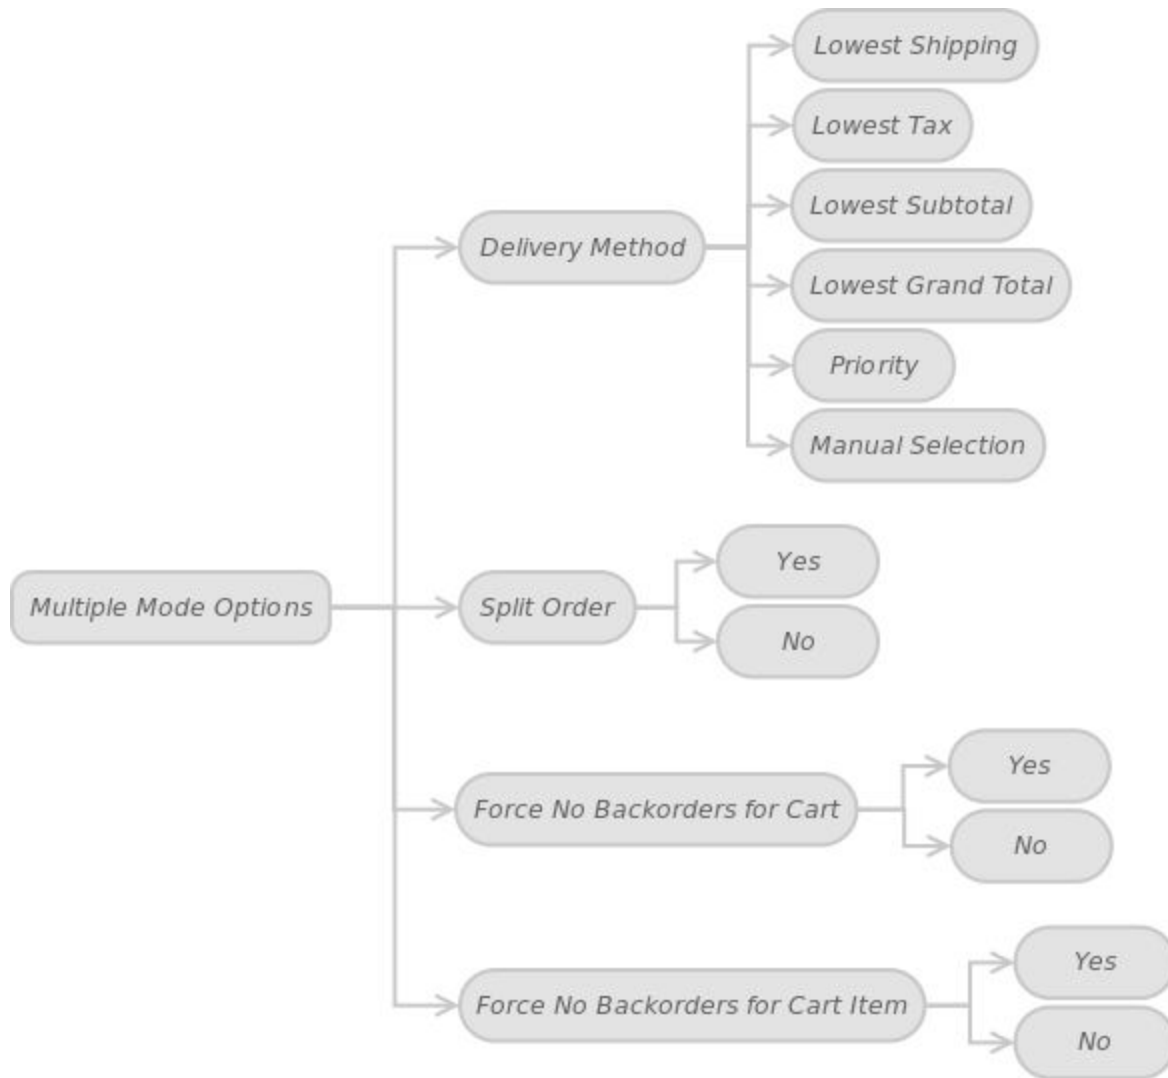 Lowest Shipping
Lowest Tax
Lowest Subtotal
Delivery Method
Lowest Grand Total
Priority
Manual Selection
Yes
Multiple Mode Options
Split Order
No
Yes
Force No Backorders for Cart
No
Yes
Force No Backorders for Cart Item
No